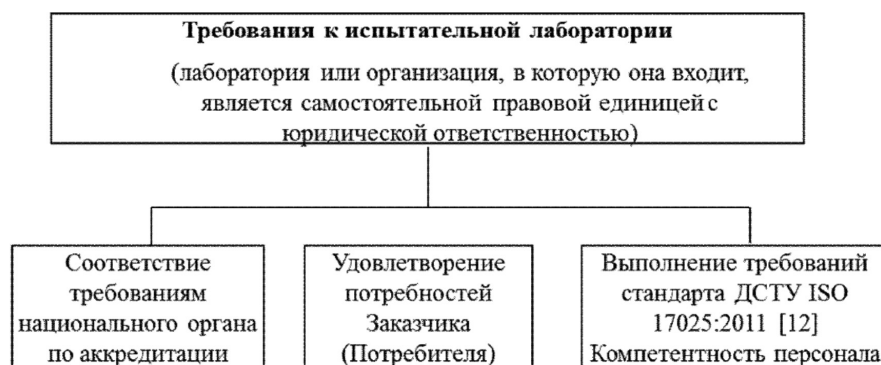 Требования к испытательной лаборатории
(лаборатория или организация, в которую она входит,
является самостоятельной правовой единицей с
юридической ответственностью)
Соответствие
требованиям
национального органа
по аккредитации
Удовлетворение
потребностей
Заказчика
(Потребителя)
Выполнение требований
стандарта ДСТУ ISO
17025:2011 [12]
Компетентность персонала